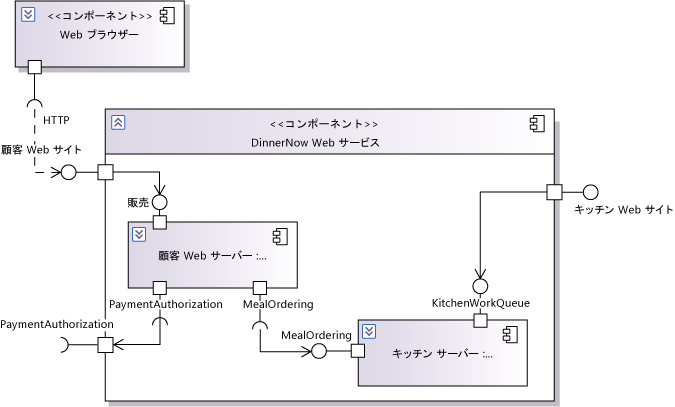 <<コンポーネント>>
Web ブラウザー
HTTP
顧客 Web サイト
<<コンポーネント>>
DinnerNow Web サービス
販売
キッチン Web サイト
顧客 Web サーバー :...
PaymentAuthorization
MealOrdering
KitchenWorkQueue
PaymentAuthorization
MealOrdering
キッチン サーバー :...